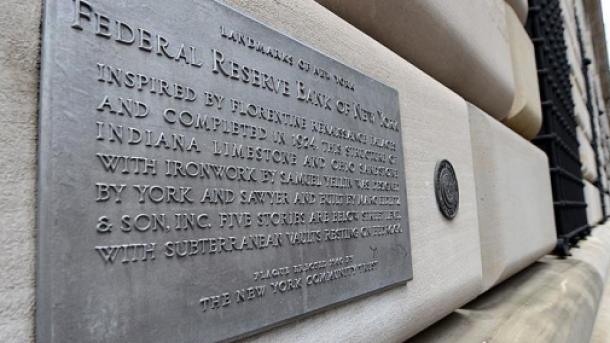 LANDMARKS OF NEW YORK
FEDERAL RESERVE BANK OF NEW YORK
INSPIRED BY FLORENTINE RENAISSANCE PALACES
AND COMPLETED IN 1924, THIS STRUCTURE OF
INDIANA LIMESTONE AND OHIO SANDSTONE
WITH IRONWORK BY SAMUEL YELLIN WAS DESIGNED
BY YORK AND SAWYER AND BUILT BY MARC EIDLITZ
& SON, INC. FIVE STORIES ARE BELOW STREET LEVEL
WITH SUBTERRANEAN VAULTS RESTING ON BEDROCK.
PLAQUE ERECTED BY
THE NEW YORK COMMUNITY TRUST